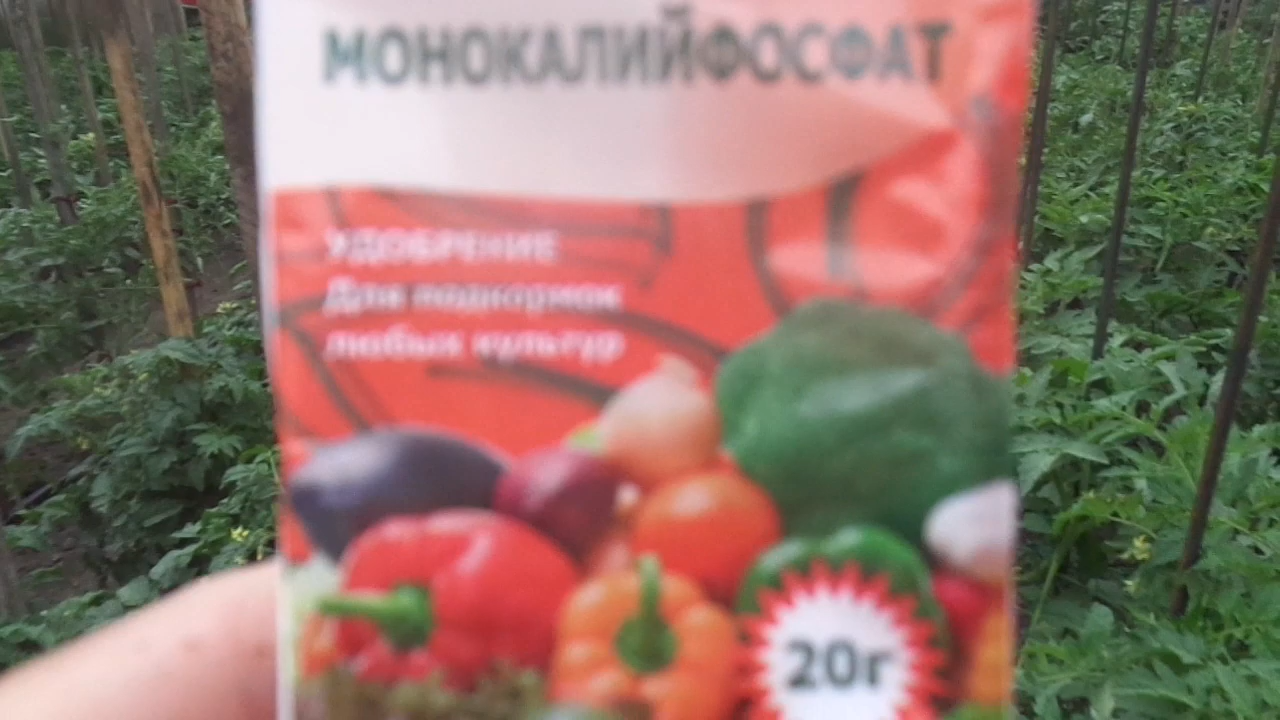 МОНОКАЛИЙФОСФАТ
УДОБРЕНИЕ
Для подкормок
любых культур
20г